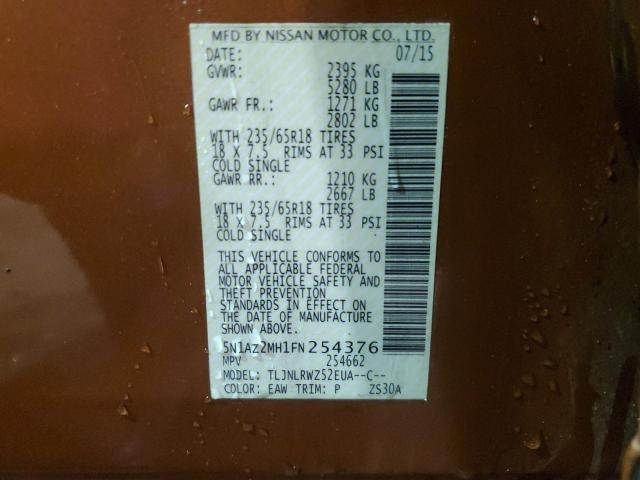 MFD BY NISSAN MOTOR CO., LTD.
DATE: 07/15
GVWR: 2395 KG
5280 LB
GAWR FR.: 1271 KG
2802 LB
WITH 235/65R18 TIRES
18 X 7.5 RIMS AT 33 PSI
COLD SINGLE
GAWR RR.: 1210 KG
2667 LB
WITH 235/65R18 TIRES
18 X 7.5 RIMS AT 33 PSI
COLD SINGLE
THIS VEHICLE CONFORMS TO
ALL APPLICABLE FEDERAL
MOTOR VEHICLE SAFETY AND
THEFT PREVENTION
STANDARDS IN EFFECT ON
THE DATE OF MANUFACTURE
SHOWN ABOVE.
5N1AZ2MH1FN254376
MPV 254662
MODEL: TLJNLRWZ52EUA--C--
COLOR: EAW TRIM: P ZS30A